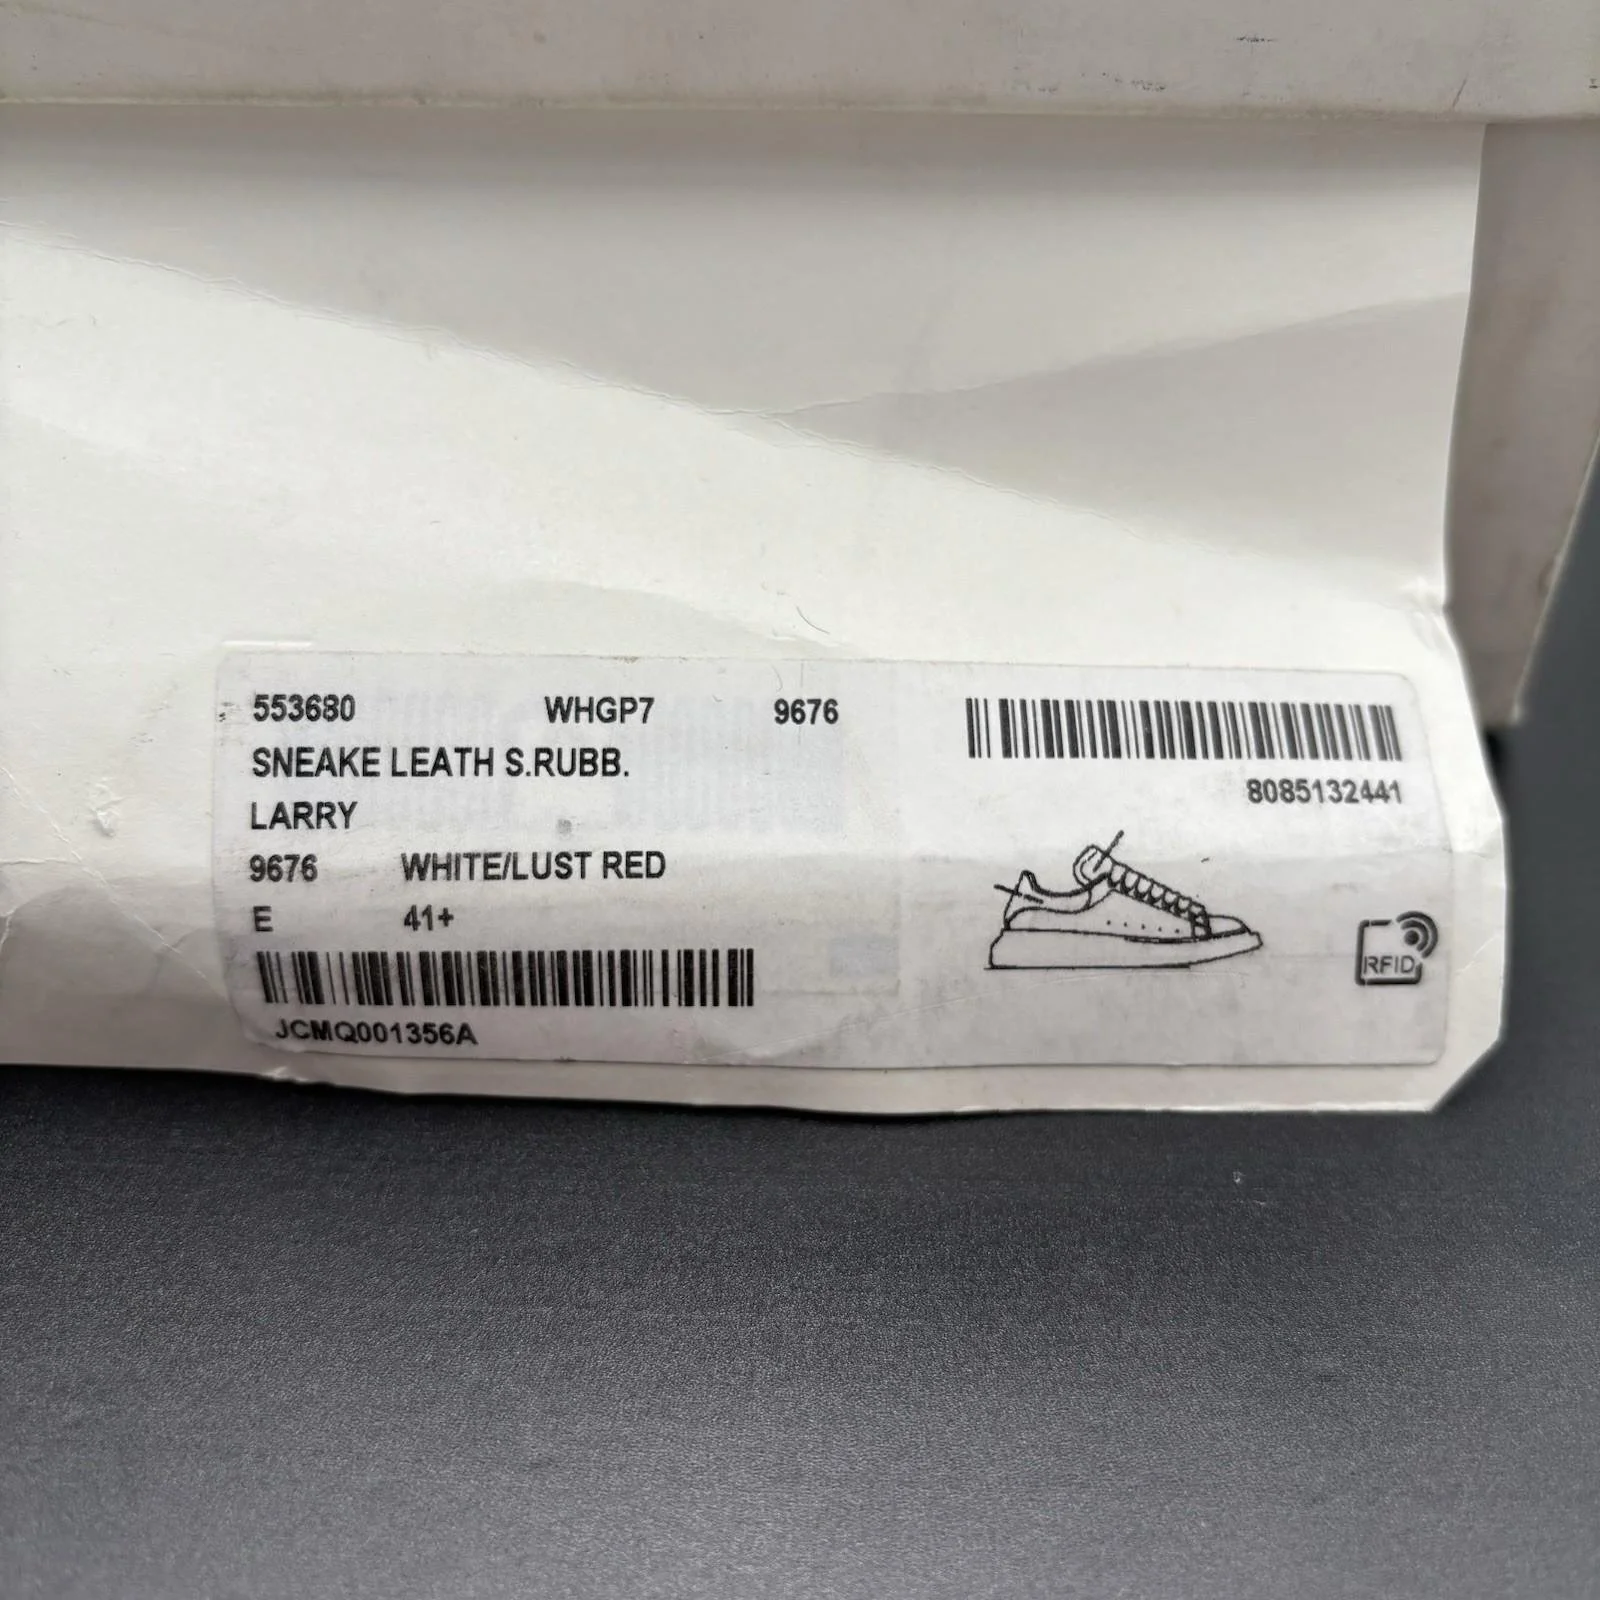 553680 WHGP7 9676
SNEAKE LEATH S.RUBB.
LARRY
9676 WHITE/LUST RED
E 41+
JCMQ001356A
8085132441
RFID